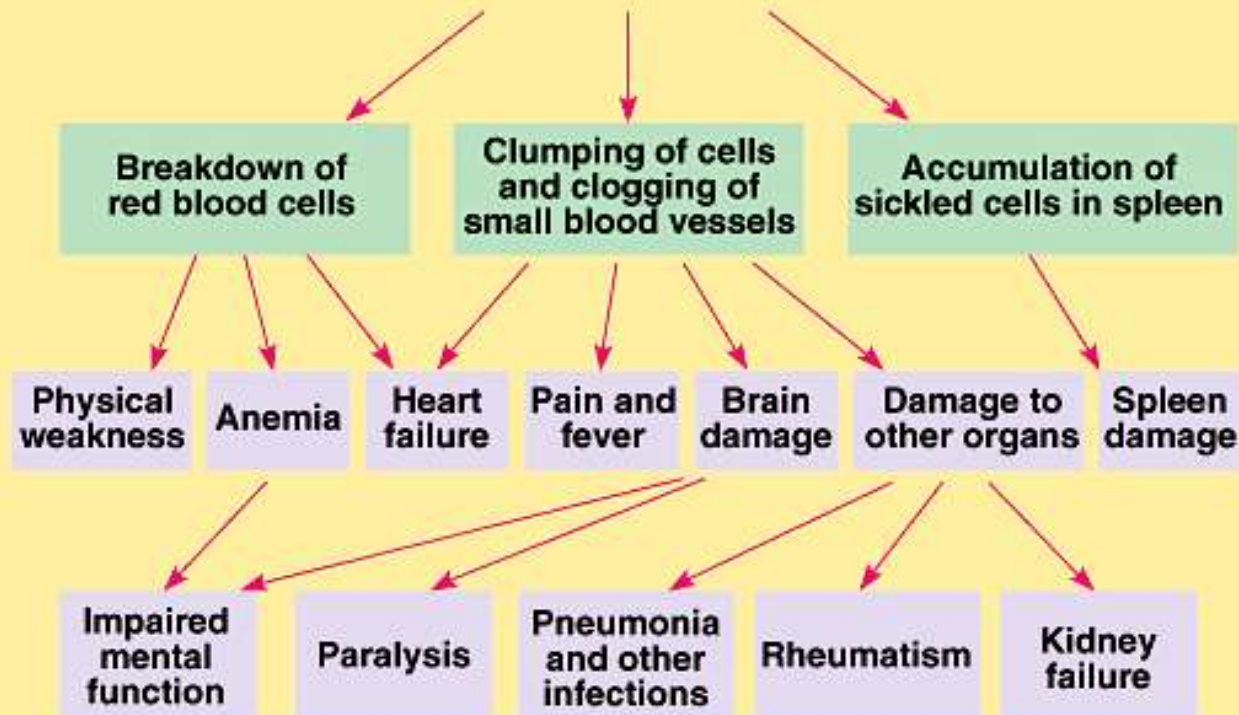 Breakdown of
red blood cells
Clumping of cells
and clogging of
small blood vessels
Accumulation of
sickled cells in spleen
Physical
weakness
Anemia
Heart
failure
Pain and
fever
Brain
damage
Damage to
other organs
Spleen
damage
Impaired
mental
function
Paralysis
Pneumonia
and other
infections
Rheumatism
Kidney
failure